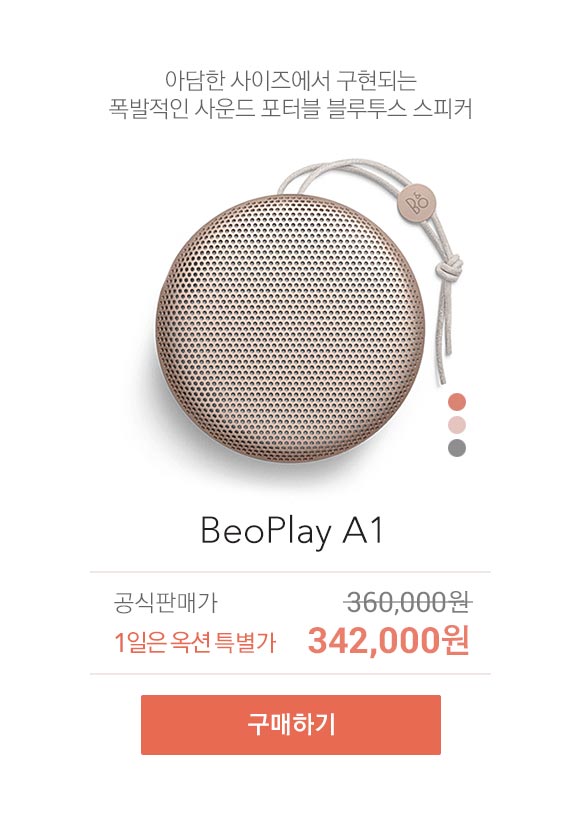 아담한 사이즈에서 구현되는
폭발적인 사운드 포터블 블루투스 스피커
B&O
BeoPlay A1
공식판매가 360,000원
1일은 옥션 특별가 342,000원
구매하기